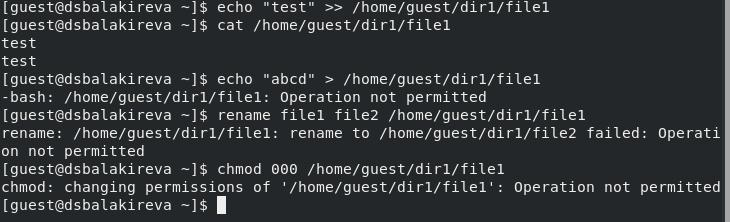 [guest@dsbalakireva ~]$ echo "test" >> /home/guest/dir1/file1
[guest@dsbalakireva ~]$ cat /home/guest/dir1/file1
test
test
[guest@dsbalakireva ~]$ echo "abcd" > /home/guest/dir1/file1
-bash: /home/guest/dir1/file1: Operation not permitted
[guest@dsbalakireva ~]$ rename file1 file2 /home/guest/dir1/file1
rename: /home/guest/dir1/file1: rename to /home/guest/dir1/file2 failed: Operati
on not permitted
[guest@dsbalakireva ~]$ chmod 000 /home/guest/dir1/file1
chmod: changing permissions of '/home/guest/dir1/file1': Operation not permitted
[guest@dsbalakireva ~]$